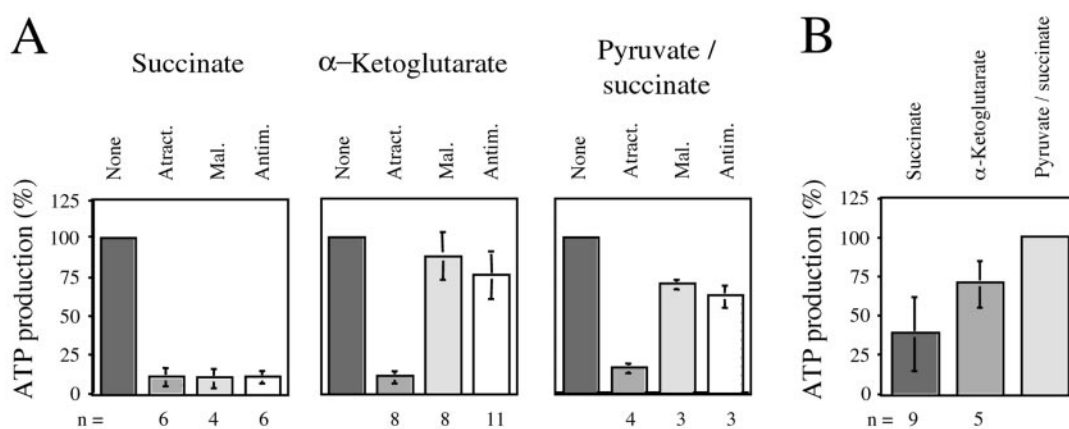 A
B
Succinate
α–Ketoglutarate
Pyruvate /
succinate
None
Atract.
Mal.
Antim.
None
Atract.
Mal.
Antim.
None
Atract.
Mal.
Antim.
Succinate
α-Ketoglutarate
Pyruvate / succinate
ATP production (%)
125
100
75
50
25
0
n = 6 4 6
8 8 11
4 3 3
ATP production (%)
125
100
75
50
25
0
n = 9 5